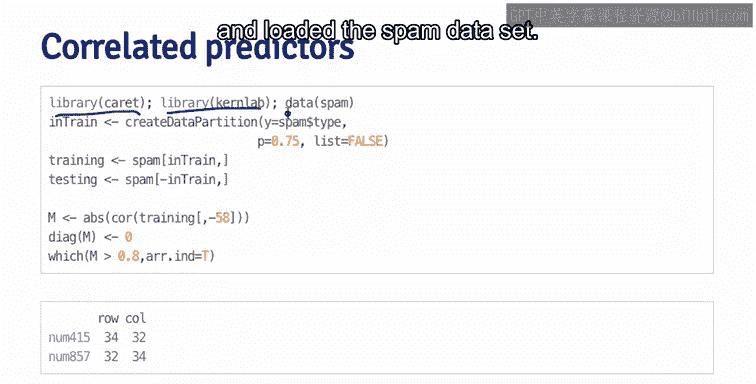 and loaded the spam data set.
Correlated predictors
library(caret); library(kernlab); data(spam)
inTrain <- createDataPartition(y=spam$type,
p=0.75, list=FALSE)
training <- spam[inTrain,]
testing <- spam[-inTrain,]
M <- abs(cor(training[,-58]))
diag(M) <- 0
which(M > 0.8,arr.ind=T)
row col
num415 34 32
num857 32 34